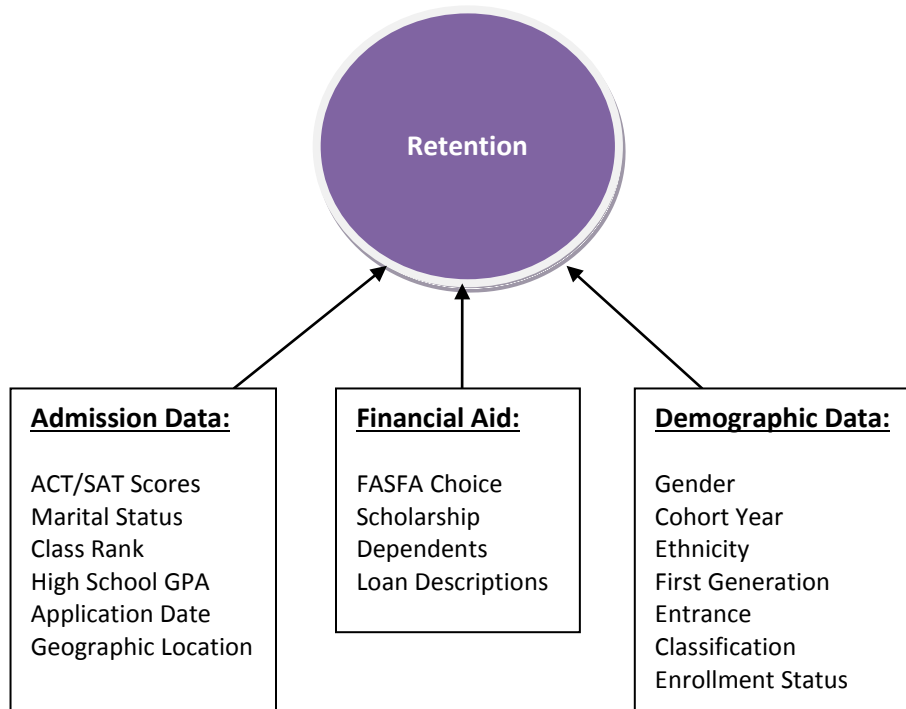 Retention
Admission Data:
ACT/SAT Scores
Marital Status
Class Rank
High School GPA
Application Date
Geographic Location
Financial Aid:
FASFA Choice
Scholarship
Dependents
Loan Descriptions
Demographic Data:
Gender
Cohort Year
Ethnicity
First Generation
Entrance
Classification
Enrollment Status